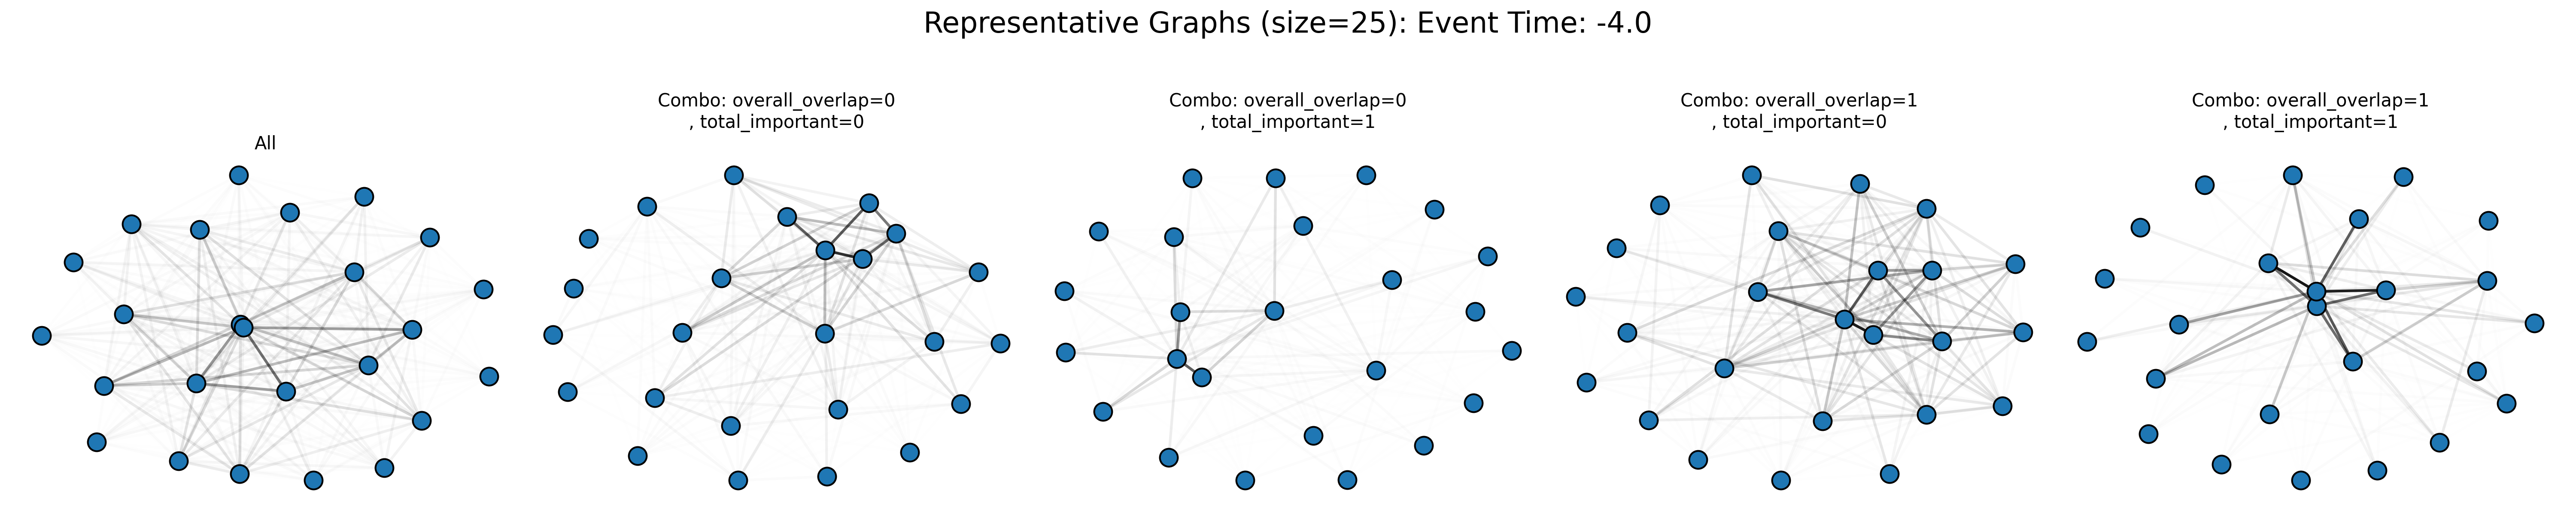 Representative Graphs (size=25): Event Time: -4.0
All
Combo: overall_overlap=0
, total_important=0
Combo: overall_overlap=0
, total_important=1
Combo: overall_overlap=1
, total_important=0
Combo: overall_overlap=1
, total_important=1